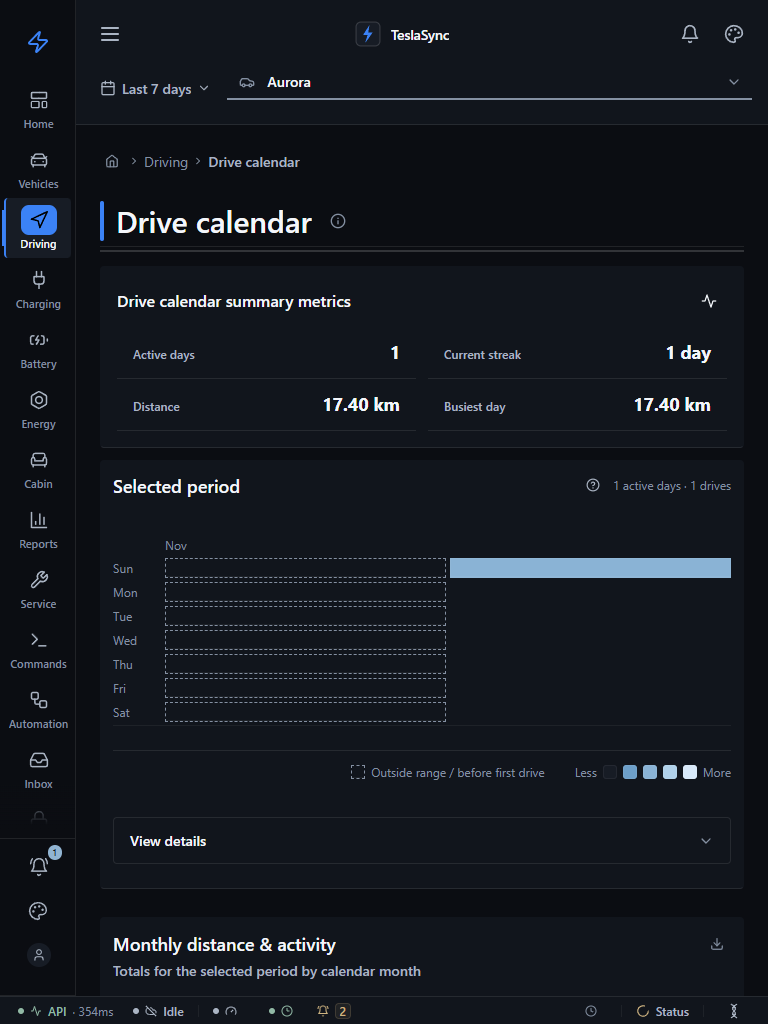 TeslaSync
Last 7 days
Aurora
Home
Vehicles
Driving
Charging
Battery
Energy
Cabin
Reports
Service
Commands
Automation
Inbox
1
Driving
Drive calendar
Drive calendar
Drive calendar summary metrics
Active days 1
Current streak 1 day
Distance 17.40 km
Busiest day 17.40 km
Selected period
1 active days · 1 drives
Nov
Sun
Mon
Tue
Wed
Thu
Fri
Sat
Outside range / before first drive
Less
More
View details
Monthly distance & activity
Totals for the selected period by calendar month
API · 354ms
Idle
2
Status